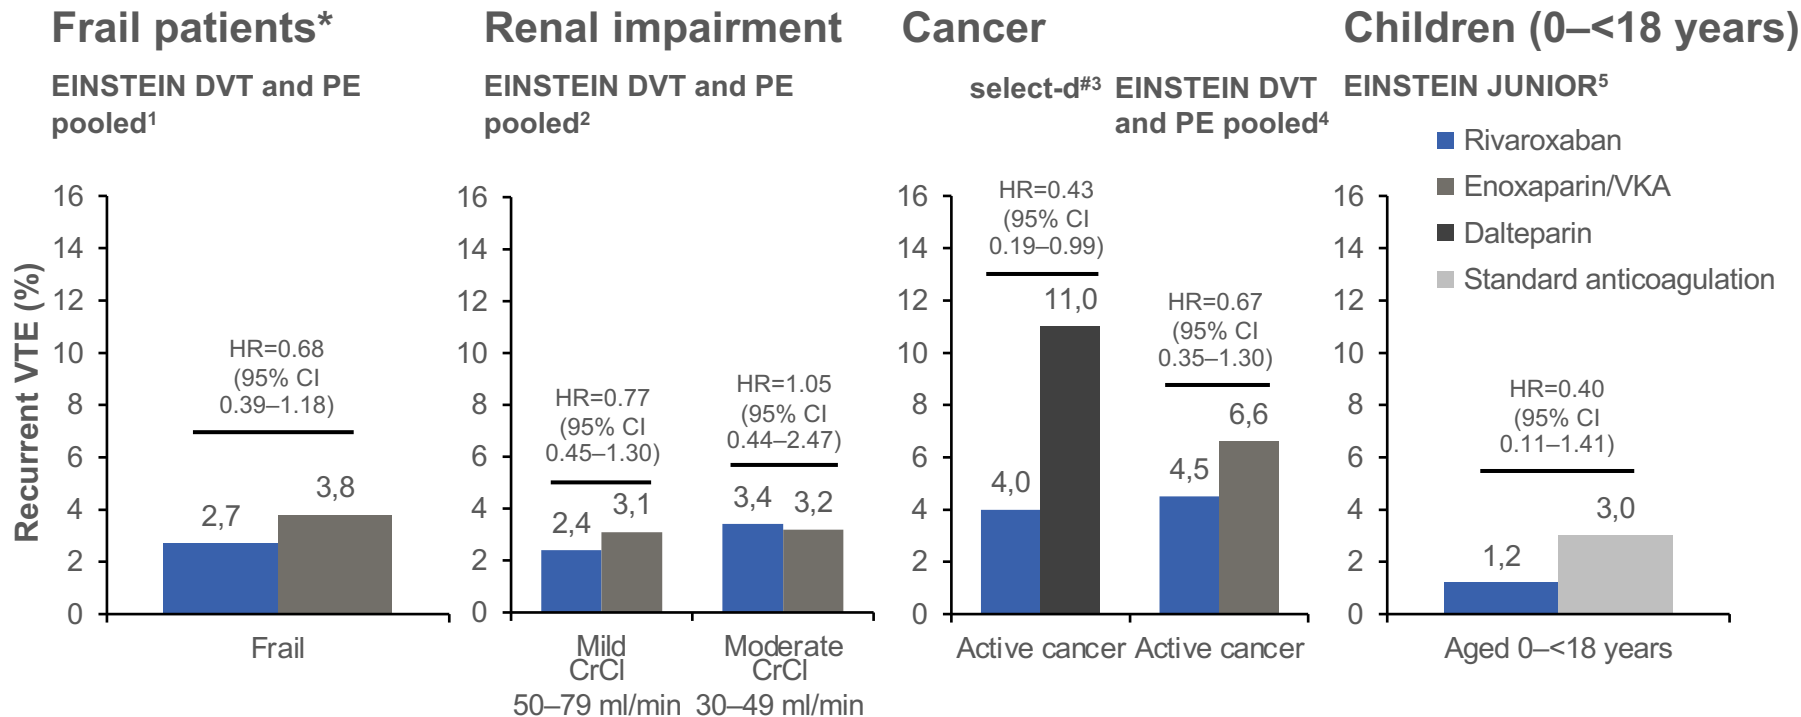 Frail patients*
EINSTEIN DVT and PE
pooled¹
Recurrent VTE (%)
16
14
12
10
8
6
4
2
0
HR=0.68
(95% CI
0.39–1.18)
2,7
3,8
Frail
Renal impairment
EINSTEIN DVT and PE
pooled²
16
14
12
10
8
6
4
2
0
HR=0.77
(95% CI
0.45–1.30)
2,4
3,1
HR=1.05
(95% CI
0.44–2.47)
3,4
3,2
Mild
CrCl
50–79 ml/min
Moderate
CrCl
30–49 ml/min
Cancer
select-d#3
EINSTEIN DVT
and PE pooled⁴
16
14
12
10
8
6
4
2
0
HR=0.43
(95% CI
0.19–0.99)
4,0
11,0
HR=0.67
(95% CI
0.35–1.30)
4,5
6,6
Active cancer
Active cancer
Children (0–<18 years)
EINSTEIN JUNIOR⁵
Rivaroxaban
Enoxaparin/VKA
Dalteparin
Standard anticoagulation
16
14
12
10
8
6
4
2
0
HR=0.40
(95% CI
0.11–1.41)
1,2
3,0
Aged 0–<18 years